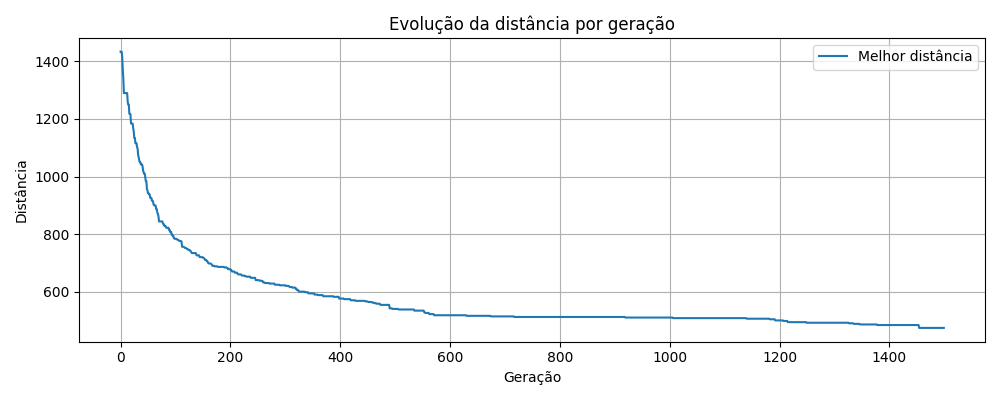 Evolução da distância por geração
Melhor distância
Distância
1400
1200
1000
800
600
0 200 400 600 800 1000 1200 1400
Geração